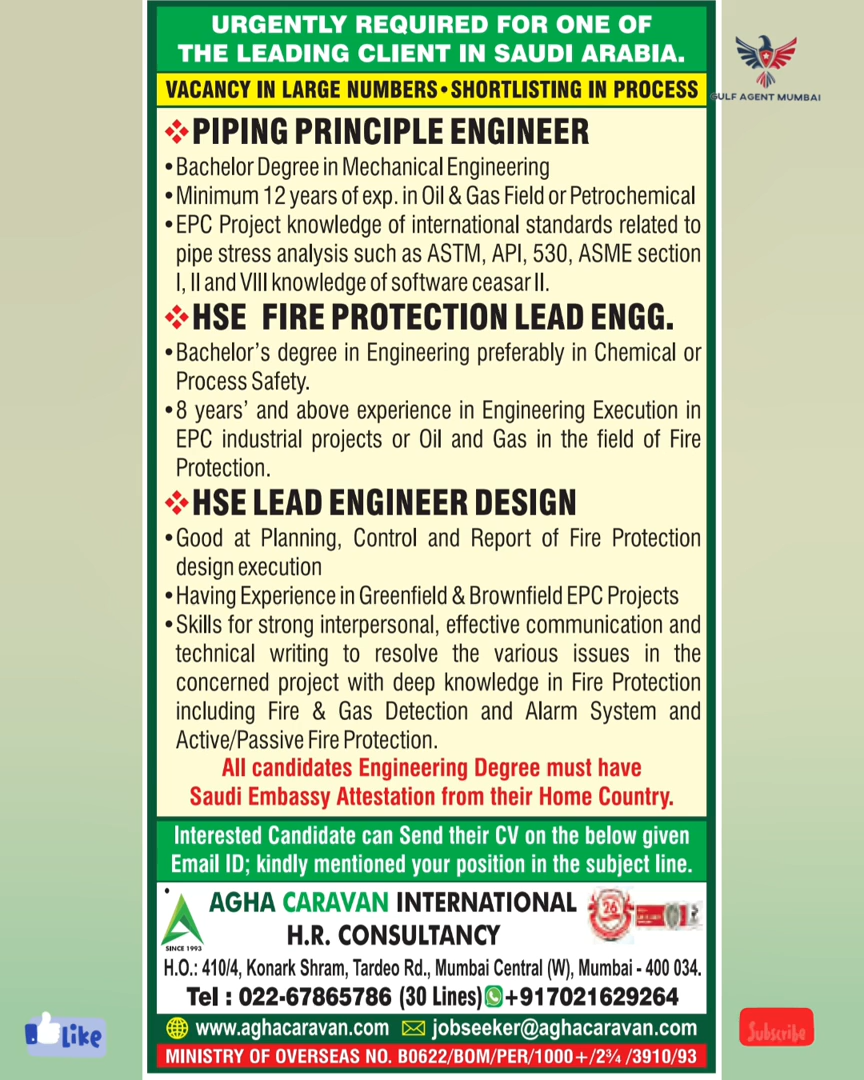 URGENTLY REQUIRED FOR ONE OF
THE LEADING CLIENT IN SAUDI ARABIA.
GULF AGENT MUMBAI
VACANCY IN LARGE NUMBERS • SHORTLISTING IN PROCESS
❖ PIPING PRINCIPLE ENGINEER
• Bachelor Degree in Mechanical Engineering
• Minimum 12 years of exp. in Oil & Gas Field or Petrochemical
• EPC Project knowledge of international standards related to
pipe stress analysis such as ASTM, API, 530, ASME section
I, II and VIII knowledge of software ceasar II.
❖ HSE FIRE PROTECTION LEAD ENGG.
• Bachelor's degree in Engineering preferably in Chemical or
Process Safety.
• 8 years' and above experience in Engineering Execution in
EPC industrial projects or Oil and Gas in the field of Fire
Protection.
❖ HSE LEAD ENGINEER DESIGN
• Good at Planning, Control and Report of Fire Protection
design execution
• Having Experience in Greenfield & Brownfield EPC Projects
• Skills for strong interpersonal, effective communication and
technical writing to resolve the various issues in the
concerned project with deep knowledge in Fire Protection
including Fire & Gas Detection and Alarm System and
Active/Passive Fire Protection.
All candidates Engineering Degree must have
Saudi Embassy Attestation from their Home Country.
Interested Candidate can Send their CV on the below given
Email ID; kindly mentioned your position in the subject line.
AGHA CARAVAN INTERNATIONAL
H.R. CONSULTANCY
SINCE 1993
26
H.O.: 410/4, Konark Shram, Tardeo Rd., Mumbai Central (W), Mumbai - 400 034.
Tel : 022-67865786 (30 Lines) +917021629264
www.aghacaravan.com jobseeker@aghacaravan.com
MINISTRY OF OVERSEAS NO. B0622/BOM/PER/1000+/2¾ /3910/93
Like
Subscribe